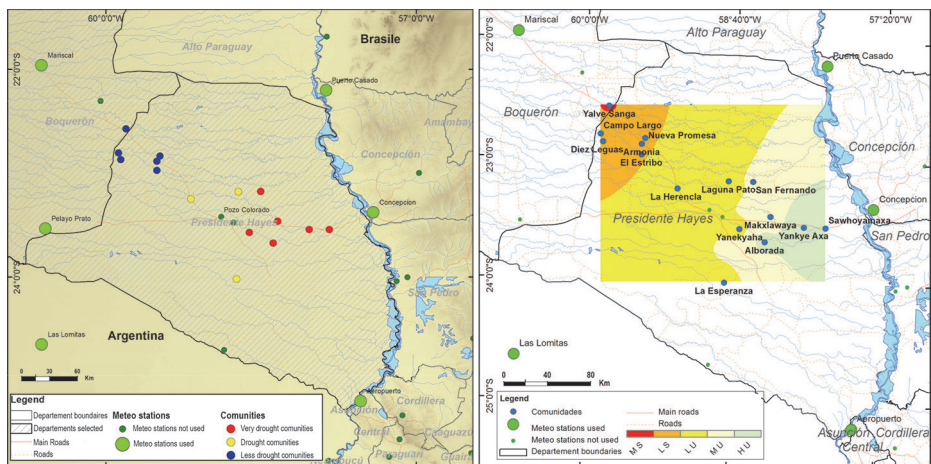 60°0'0"W
57°0'0"W
Alto Paraguay
Brasile
Mariscal
22°0'0"S
Puerto Casado
Boquerón
Amambay
Concepción
Pozo Colorado
Concepcion
Pelayo Prato
Presidente Hayes
24°0'0"S
San Pedro
Argentina
Las Lomitas
0 30 60
Km
Aeropuerto
Asunción
Cordillera
Central
Caaguazú
Paraguarí
Legend
Departement boundaires
Departements selected
Main Roads
Roads
Meteo stations
Meteo stations not used
Meteo stations used
Comunities
Very drought comunities
Drought comunities
Less drought comunities
60°0'0"W
58°40'0"W
57°20'0"W
22°0'0"S
Mariscal
Alto Paraguay
Puerto Casado
Boquerón
Yalve Sanga
Campo Largo
Nueva Promesa
Diez Leguas
Armonia
El Estribo
23°0'0"S
Concepción
Laguna Pato
San Fernando
La Herencia
Concepcion
Presidente Hayes
Makxlawaya
Sawhoyamaxa
Yanekyaha
Yankye Axa
San Pedro
Alborada
24°0'0"S
La Esperanza
Las Lomitas
0 40 80
Km
25°0'0"S
Aeropuerto
Asunción
Cordillera
Central
Legend
Comunidades
Meteo stations used
Meteo stations not used
Departement boundaries
Main roads
Roads
M S
L S
L U
M U
H U